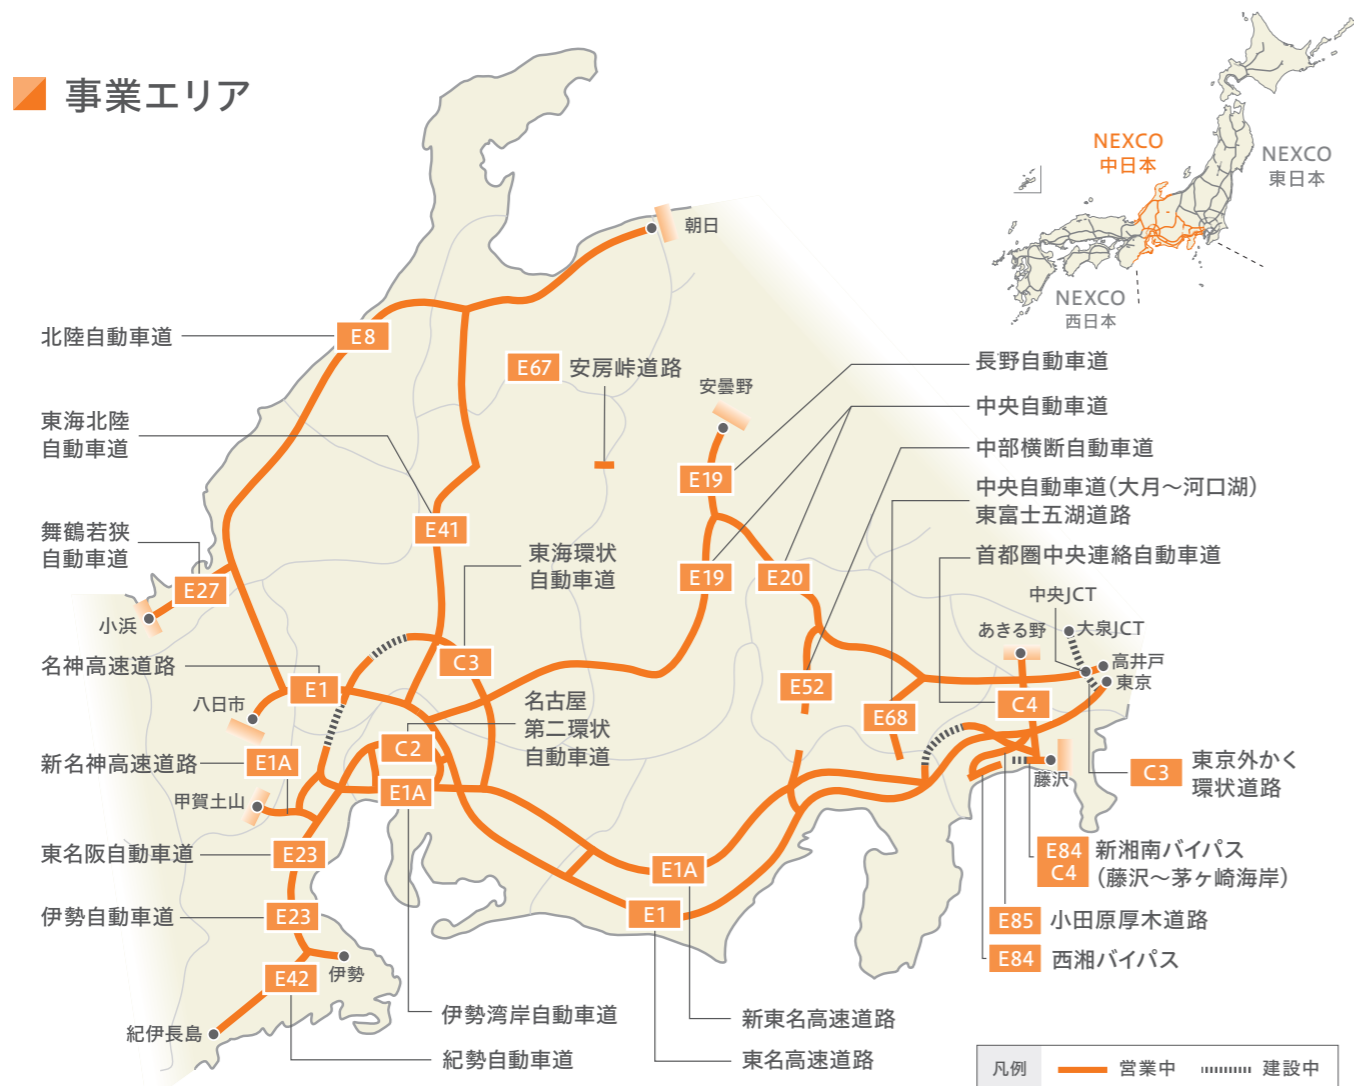 事業エリア
NEXCO
中日本
NEXCO
東日本
NEXCO
西日本
朝日
北陸自動車道
E8
E67
安房峠道路
安曇野
長野自動車道
中央自動車道
東海北陸
自動車道
中部横断自動車道
E19
中央自動車道(大月～河口湖)
東富士五湖道路
舞鶴若狭
自動車道
E41
東海環状
自動車道
首都圏中央連絡自動車道
E27
E19
E20
中央JCT
小浜
あきる野
大泉JCT
名神高速道路
C3
高井戸
東京
E1
E52
八日市
名古屋
第二環状
自動車道
C4
E68
C2
新名神高速道路
E1A
藤沢
C3
東京外かく
環状道路
甲賀土山
E1A
東名阪自動車道
E23
E1A
E84
C4
新湘南バイパス
(藤沢～茅ヶ崎海岸)
伊勢自動車道
E23
E1
E85
小田原厚木道路
E84
西湘バイパス
伊勢
E42
紀伊長島
伊勢湾岸自動車道
新東名高速道路
紀勢自動車道
東名高速道路
凡例
営業中
建設中